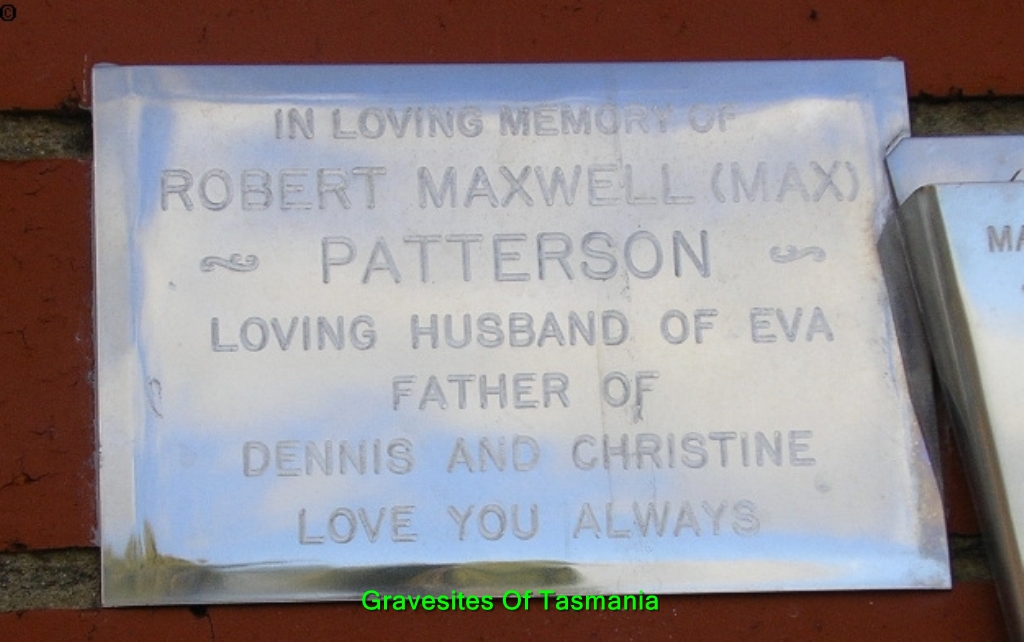 ©
IN LOVING MEMORY OF
ROBERT MAXWELL (MAX)
PATTERSON
LOVING HUSBAND OF EVA
FATHER OF
DENNIS AND CHRISTINE
LOVE YOU ALWAYS
MA
Gravesites Of Tasmania